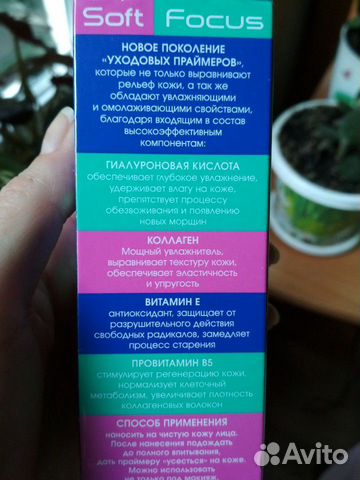 Soft Focus
НОВОЕ ПОКОЛЕНИЕ
«УХОДОВЫХ ПРАЙМЕРОВ»,
которые не только выравнивают
рельеф кожи, а так же
обладают увлажняющими
и омолаживающими свойствами,
благодаря входящим в состав
высокоэффективным
компонентам:
ГИАЛУРОНОВАЯ КИСЛОТА
обеспечивает глубокое увлажнение,
удерживает влагу на коже,
препятствует процессу
обезвоживания и появлению
новых морщин
КОЛЛАГЕН
Мощный увлажнитель,
выравнивает текстуру кожи,
обеспечивает эластичность
и упругость
ВИТАМИН Е
антиоксидант, защищает от
разрушительного действия
свободных радикалов, замедляет
процесс старения
ПРОВИТАМИН В5
стимулирует регенерацию кожи,
нормализует клеточный
метаболизм, увеличивает плотность
коллагеновых волокон
СПОСОБ ПРИМЕНЕНИЯ
наносить на чистую кожу лица.
После нанесения подождать
до полного впитывания,
дать праймеру «усесться» на коже.
Можно использовать
не только под макияж,
Avito